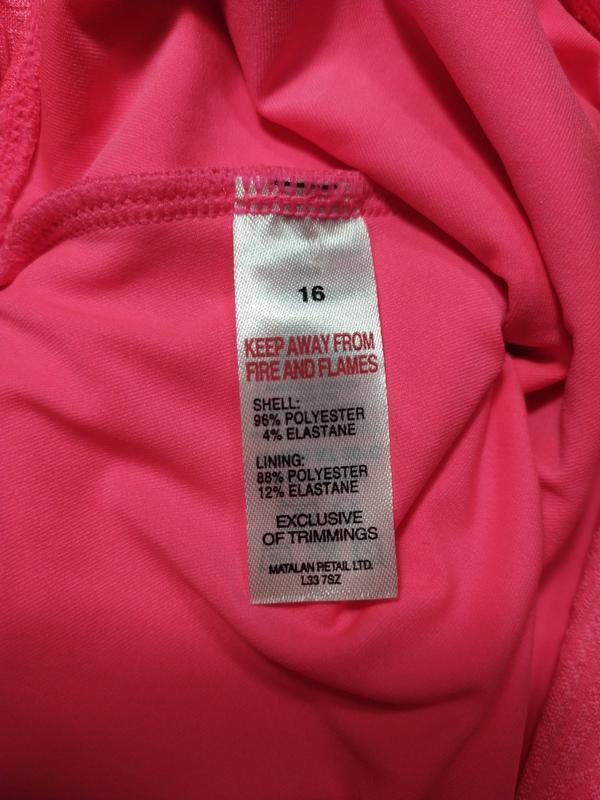 16
KEEP AWAY FROM
FIRE AND FLAMES
SHELL:
96% POLYESTER
4% ELASTANE
LINING:
88% POLYESTER
12% ELASTANE
EXCLUSIVE
OF TRIMMINGS
MATALAN RETAIL LTD.
L33 7SZ